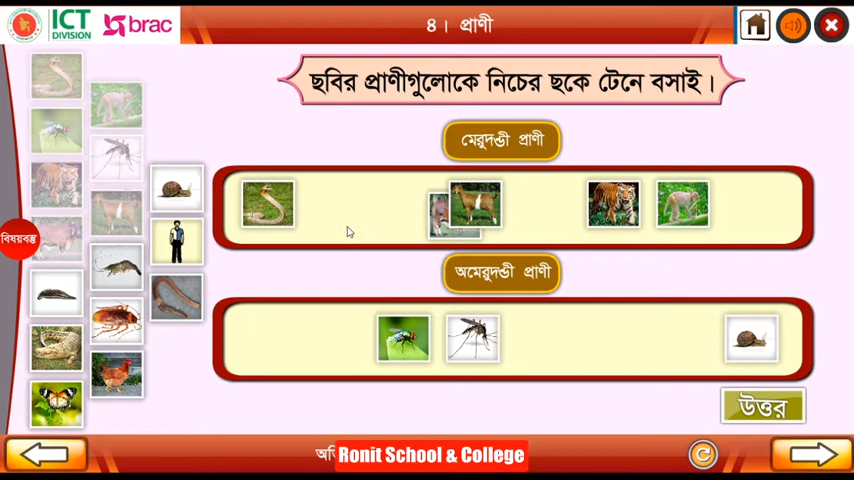 ICT
DIVISION
brac
৪। প্রাণী
ছবির প্রাণীগুলোকে নিচের ছকে টেনে বসাই।
মেরুদণ্ডী প্রাণী
বিষয়বস্তু
অমেরুদণ্ডী প্রাণী
উত্তর
Ronit School & College